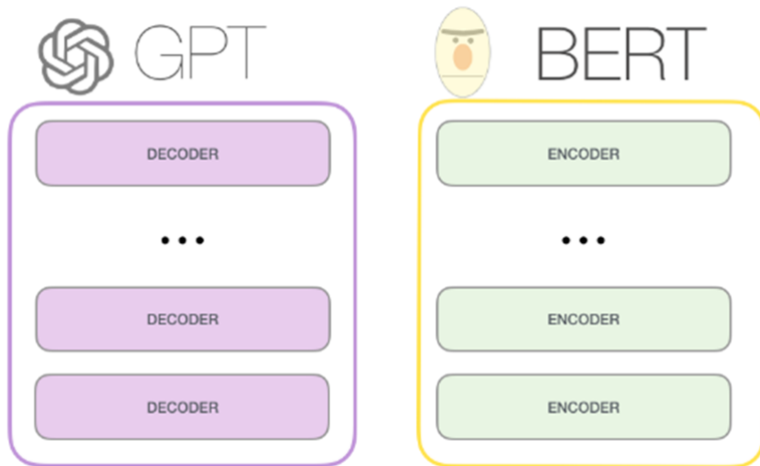 GPT
DECODER
...
DECODER
DECODER
BERT
ENCODER
...
ENCODER
ENCODER